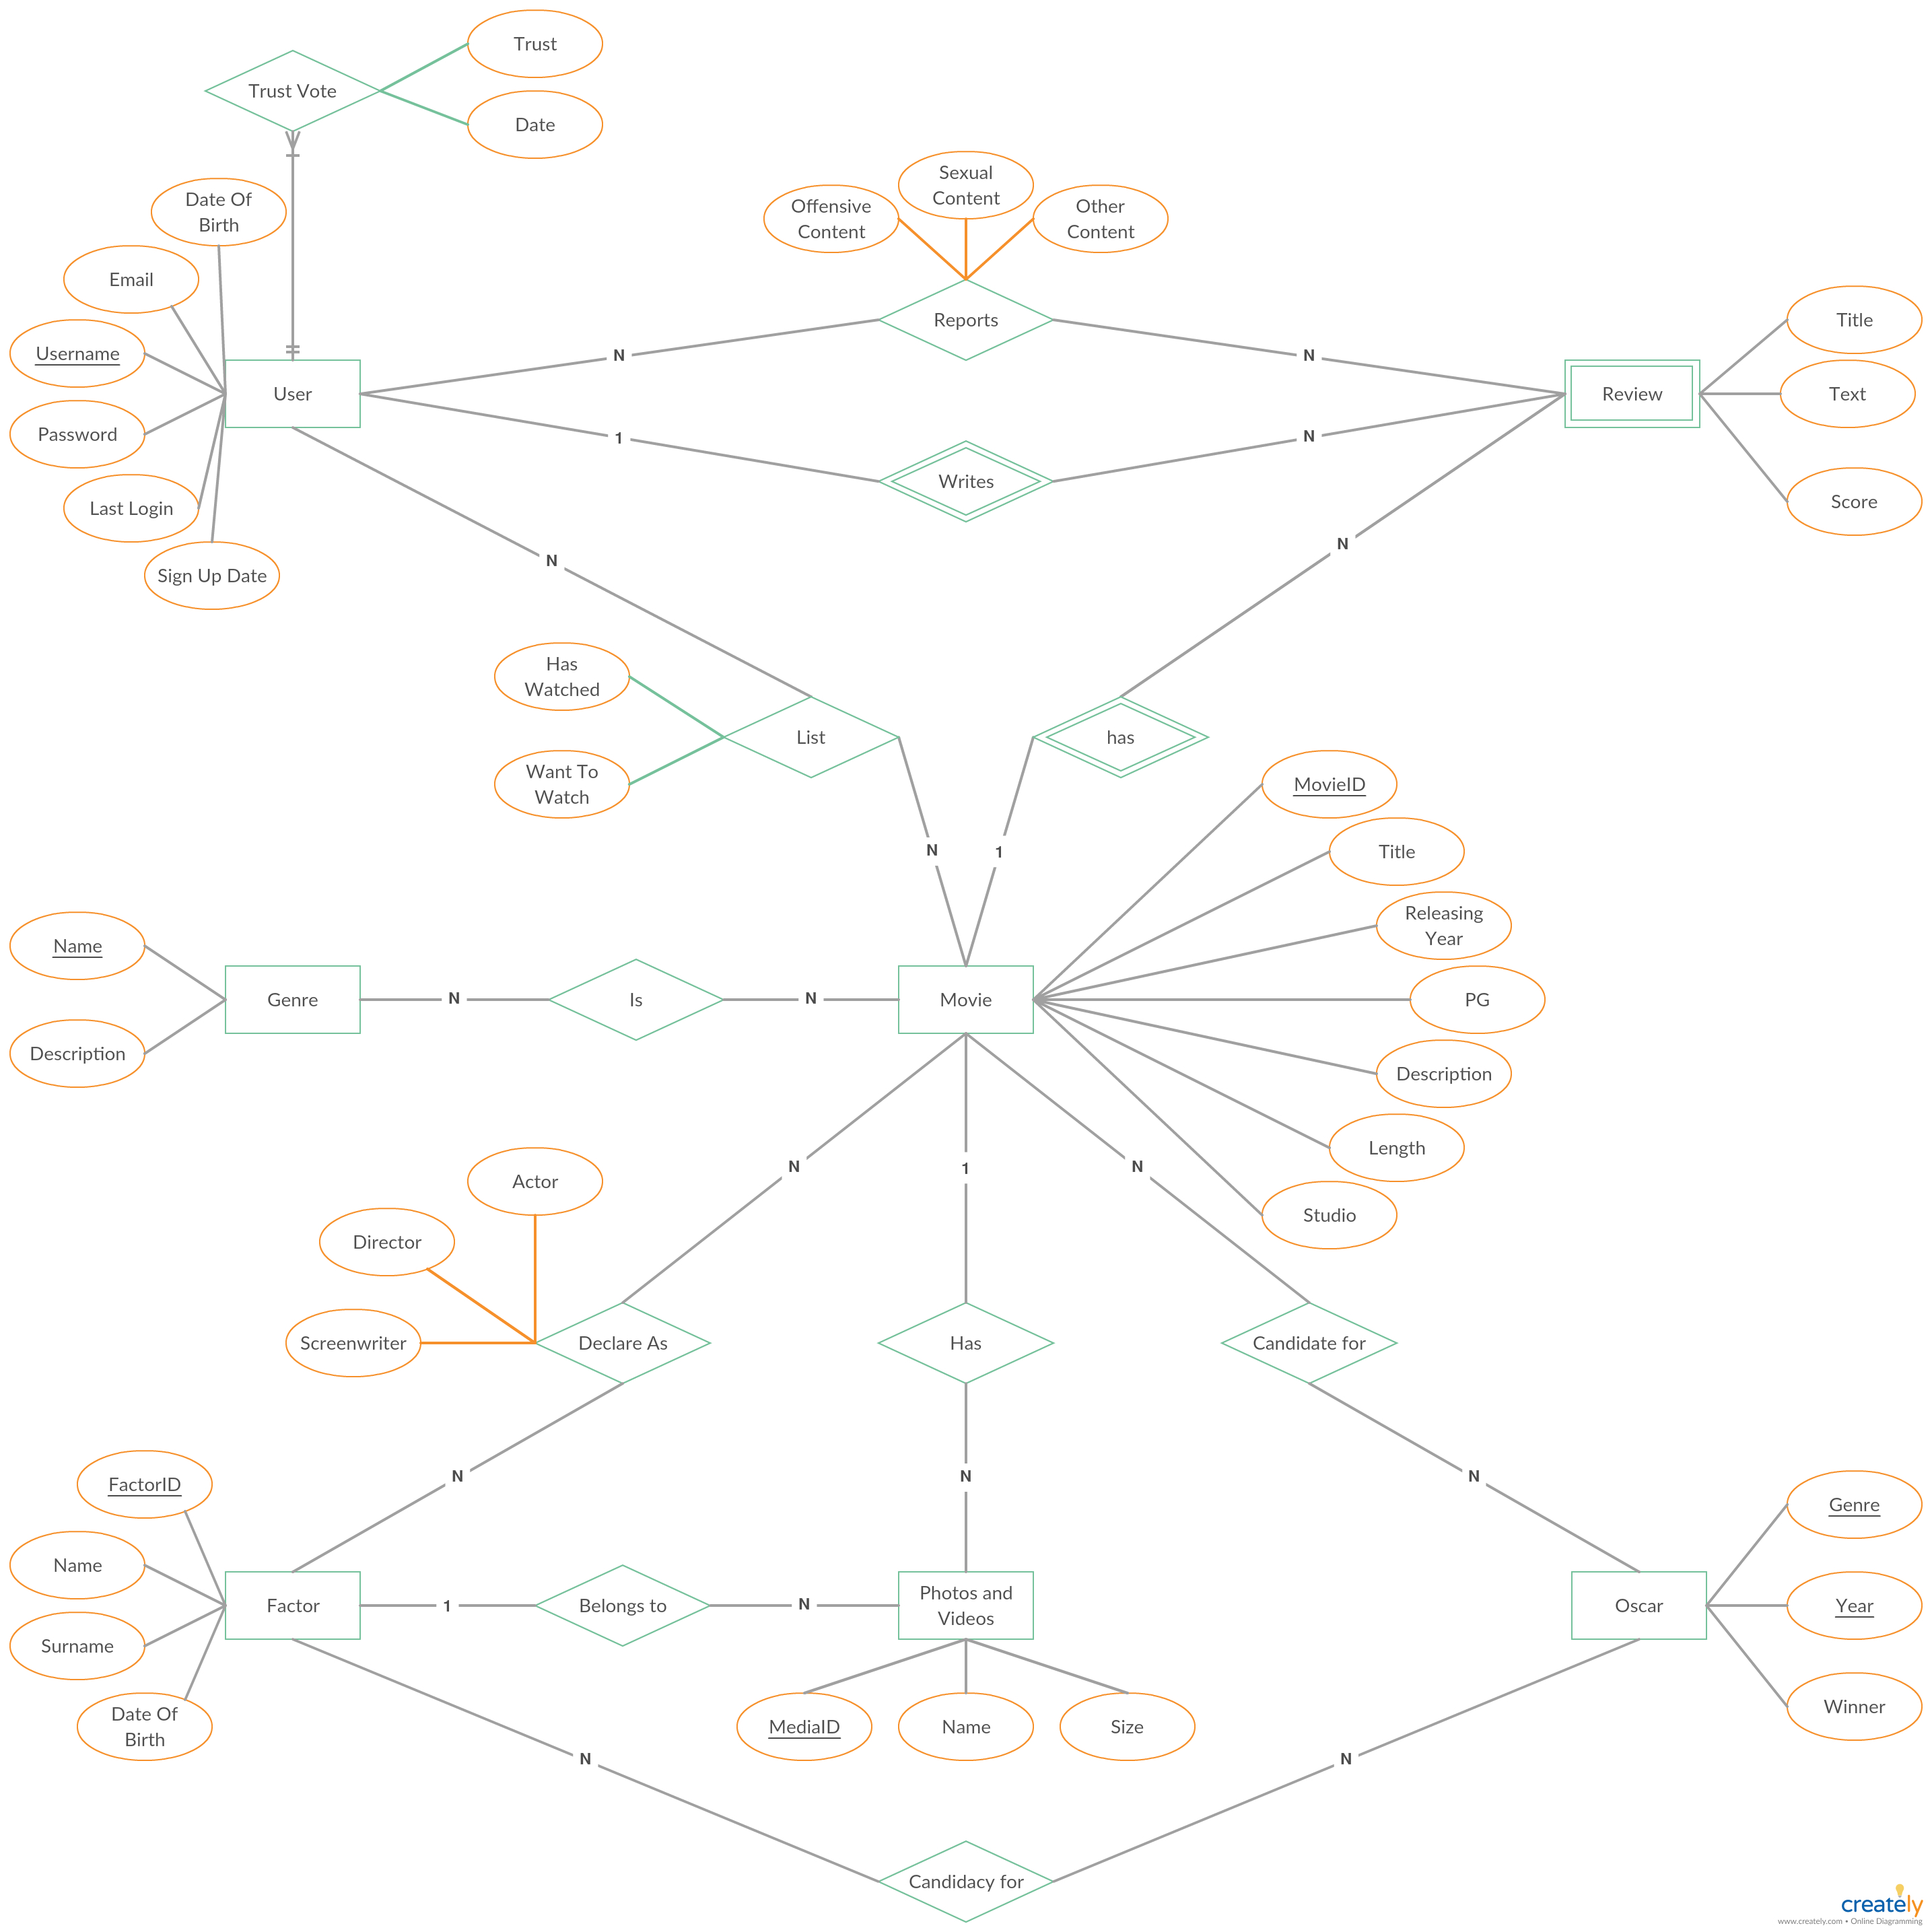 Trust
Trust Vote
Date
Date Of
Birth
Email
Username
Password
Last Login
Sign Up Date
User
Offensive
Content
Sexual
Content
Other
Content
Reports
N
N
1
Writes
N
Review
Title
Text
Score
N
N
Has
Watched
Want To
Watch
List
has
N
1
MovieID
Title
Releasing
Year
PG
Description
Length
Studio
Name
Description
Genre
N
Is
N
Movie
N
1
N
Actor
Director
Screenwriter
Declare As
Has
Candidate for
N
N
N
FactorID
Name
Surname
Date Of
Birth
Factor
1
Belongs to
N
Photos and
Videos
MediaID
Name
Size
Oscar
Genre
Year
Winner
N
N
Candidacy for
creately
www.creately.com • Online Diagramming